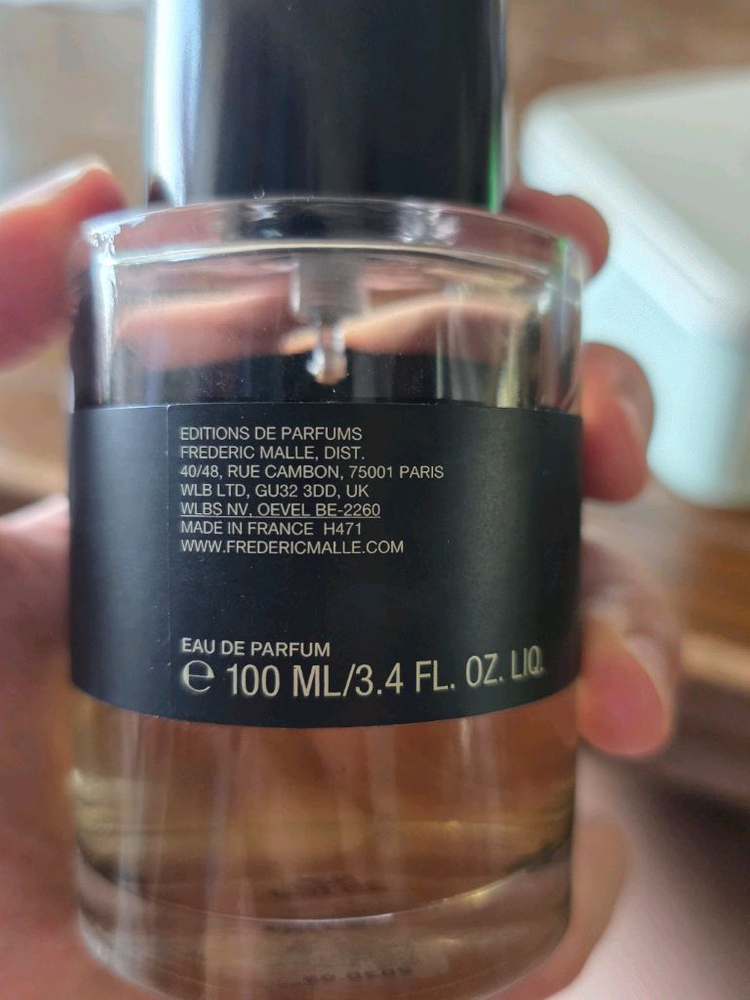 EDITIONS DE PARFUMS
FREDERIC MALLE, DIST.
40/48, RUE CAMBON, 75001 PARIS
WLB LTD, GU32 3DD, UK
WLBS NV. OEVEL BE-2260
MADE IN FRANCE H471
WWW.FREDERICMALLE.COM
EAU DE PARFUM
℮ 100 ML/3.4 FL. OZ. LIQ.